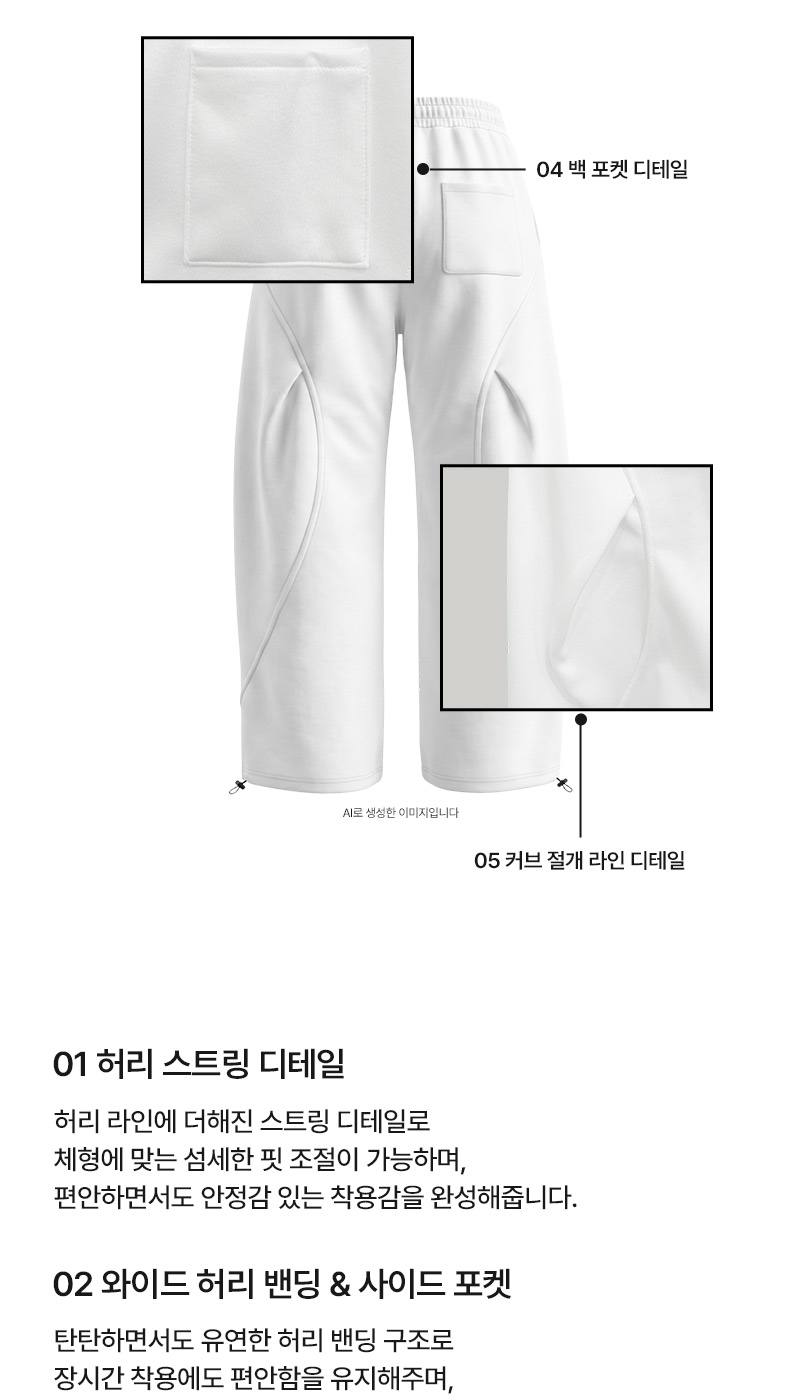 04 백 포켓 디테일
AI로 생성한 이미지입니다
05 커브 절개 라인 디테일
01 허리 스트링 디테일
허리 라인에 더해진 스트링 디테일로
체형에 맞는 섬세한 핏 조절이 가능하며,
편안하면서도 안정감 있는 착용감을 완성해줍니다.
02 와이드 허리 밴딩 & 사이드 포켓
탄탄하면서도 유연한 허리 밴딩 구조로
장시간 착용에도 편안함을 유지해주며,